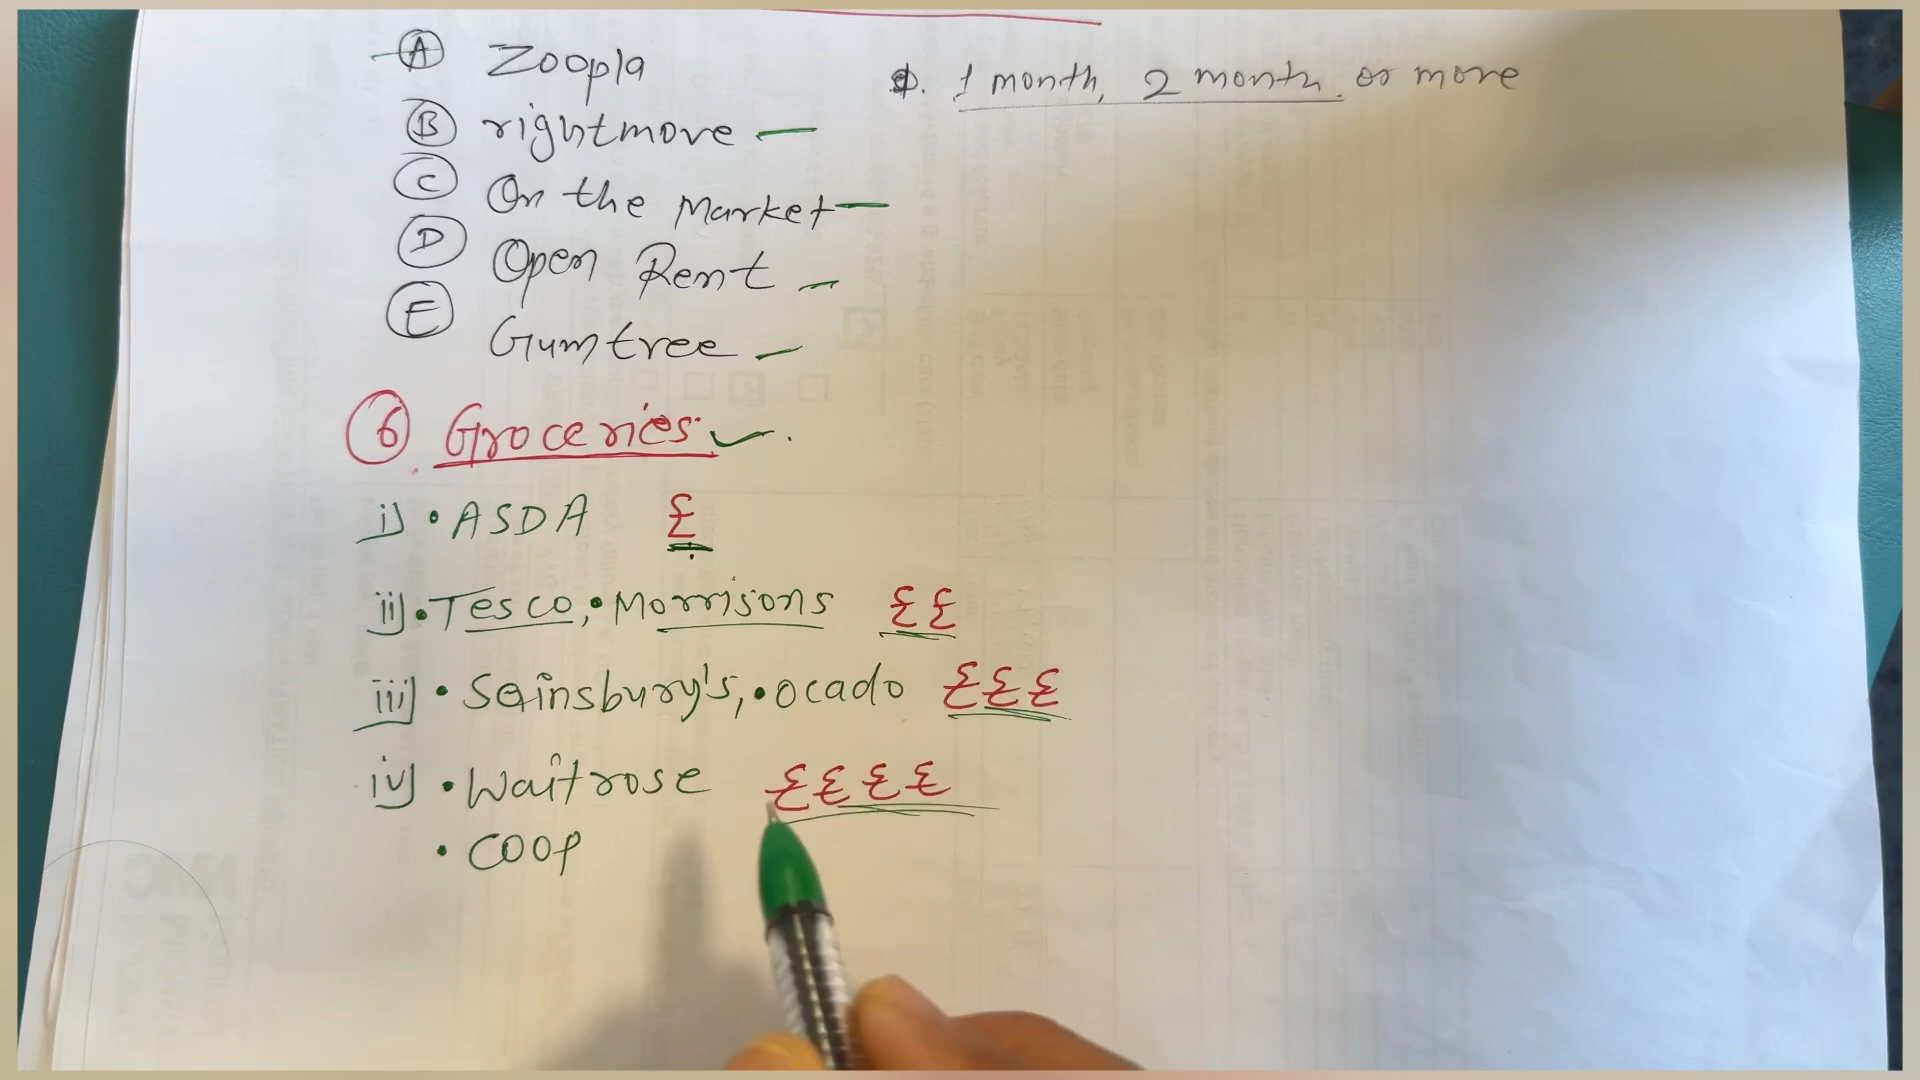 A Zoopla
$. 1 month, 2 month or more
B rightmove —
C On the Market —
D Open Rent —
E Gumtree —
6 Groceries ✓.
i) • ASDA £
ii) • Tesco, • Morrisons ££
iii) • Sainsbury's, • ocado £££
iv) • Waitrose ££££
• COOP